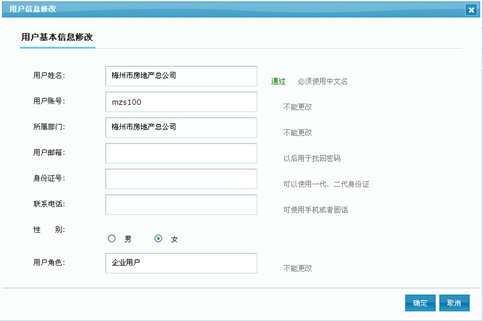 用户信息修改
用户基本信息修改
用户姓名： 梅州市房地产总公司 通过 必须使用中文名
用户账号： mzs100 不能更改
所属部门： 梅州市房地产总公司 不能更改
用户邮箱： 以后用于找回密码
身份证号： 可以使用一代、二代身份证
联系电话： 可使用手机或者固话
性 别： 男 女
用户角色： 企业用户 不能更改
确定 取消